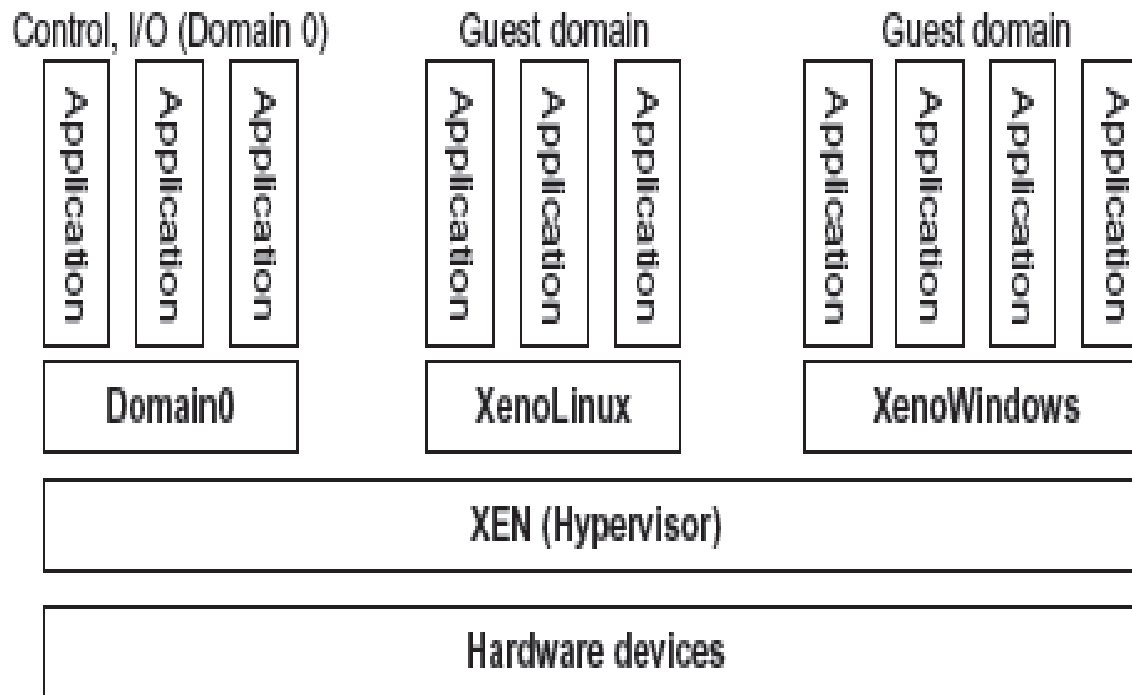 Control, I/O (Domain 0)
Guest domain
Guest domain
Application
Application
Application
Application
Application
Application
Application
Application
Application
Application
Domain0
XenoLinux
XenoWindows
XEN (Hypervisor)
Hardware devices